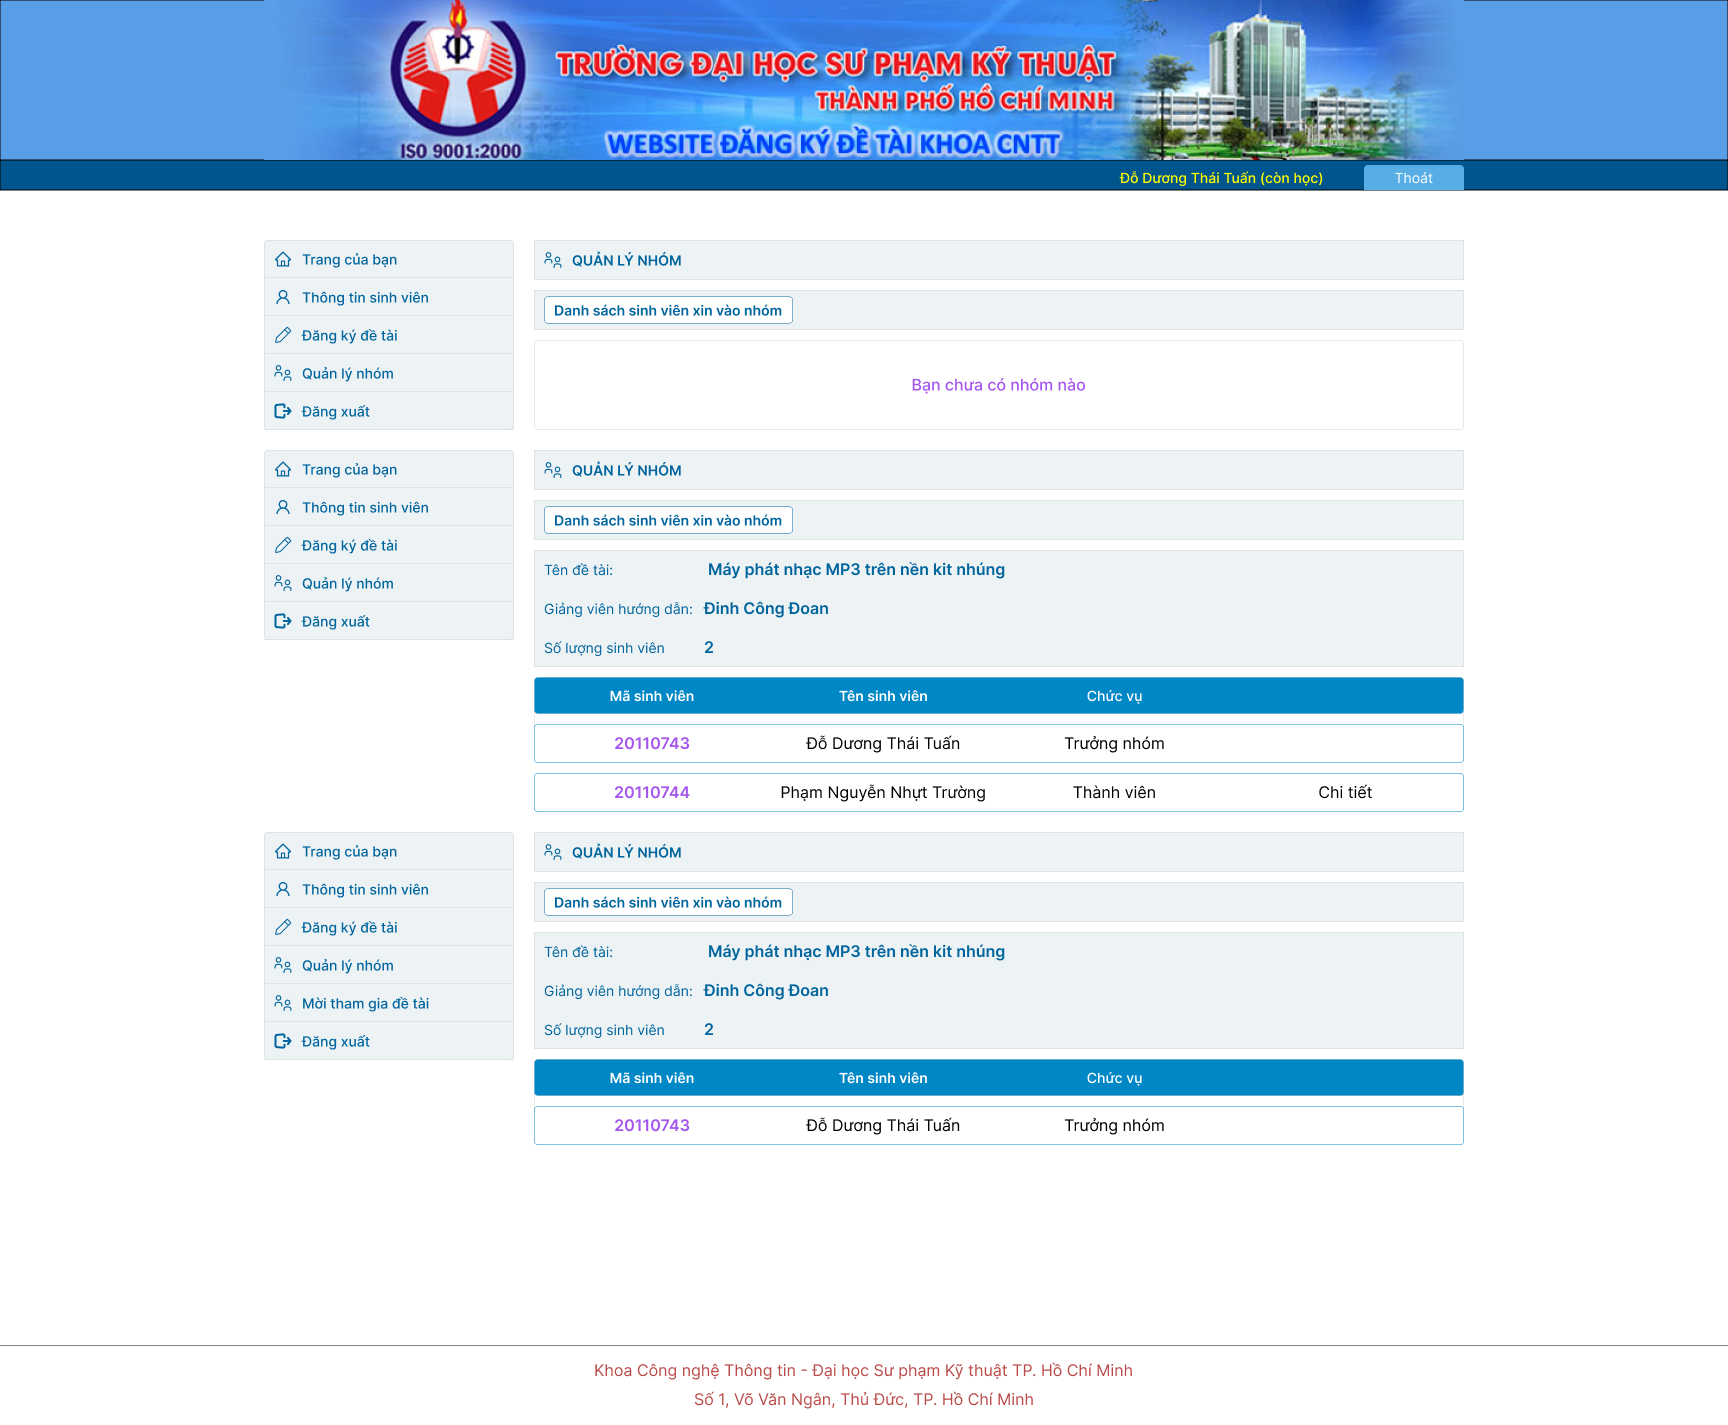 TRƯỜNG ĐẠI HỌC SƯ PHẠM KỸ THUẬT
THÀNH PHỐ HỒ CHÍ MINH
WEBSITE ĐĂNG KÝ ĐỀ TÀI KHOA CNTT
ISO 9001:2000
Đỗ Dương Thái Tuấn (còn học)
Thoát
Trang của bạn
Thông tin sinh viên
Đăng ký đề tài
Quản lý nhóm
Đăng xuất
QUẢN LÝ NHÓM
Danh sách sinh viên xin vào nhóm
Bạn chưa có nhóm nào
Trang của bạn
Thông tin sinh viên
Đăng ký đề tài
Quản lý nhóm
Đăng xuất
QUẢN LÝ NHÓM
Danh sách sinh viên xin vào nhóm
Tên đề tài: Máy phát nhạc MP3 trên nền kit nhúng
Giảng viên hướng dẫn: Đinh Công Đoan
Số lượng sinh viên 2
Mã sinh viên Tên sinh viên Chức vụ
20110743 Đỗ Dương Thái Tuấn Trưởng nhóm
20110744 Phạm Nguyễn Nhựt Trường Thành viên Chi tiết
Trang của bạn
Thông tin sinh viên
Đăng ký đề tài
Quản lý nhóm
Mời tham gia đề tài
Đăng xuất
QUẢN LÝ NHÓM
Danh sách sinh viên xin vào nhóm
Tên đề tài: Máy phát nhạc MP3 trên nền kit nhúng
Giảng viên hướng dẫn: Đinh Công Đoan
Số lượng sinh viên 2
Mã sinh viên Tên sinh viên Chức vụ
20110743 Đỗ Dương Thái Tuấn Trưởng nhóm
Khoa Công nghệ Thông tin - Đại học Sư phạm Kỹ thuật TP. Hồ Chí Minh
Số 1, Võ Văn Ngân, Thủ Đức, TP. Hồ Chí Minh